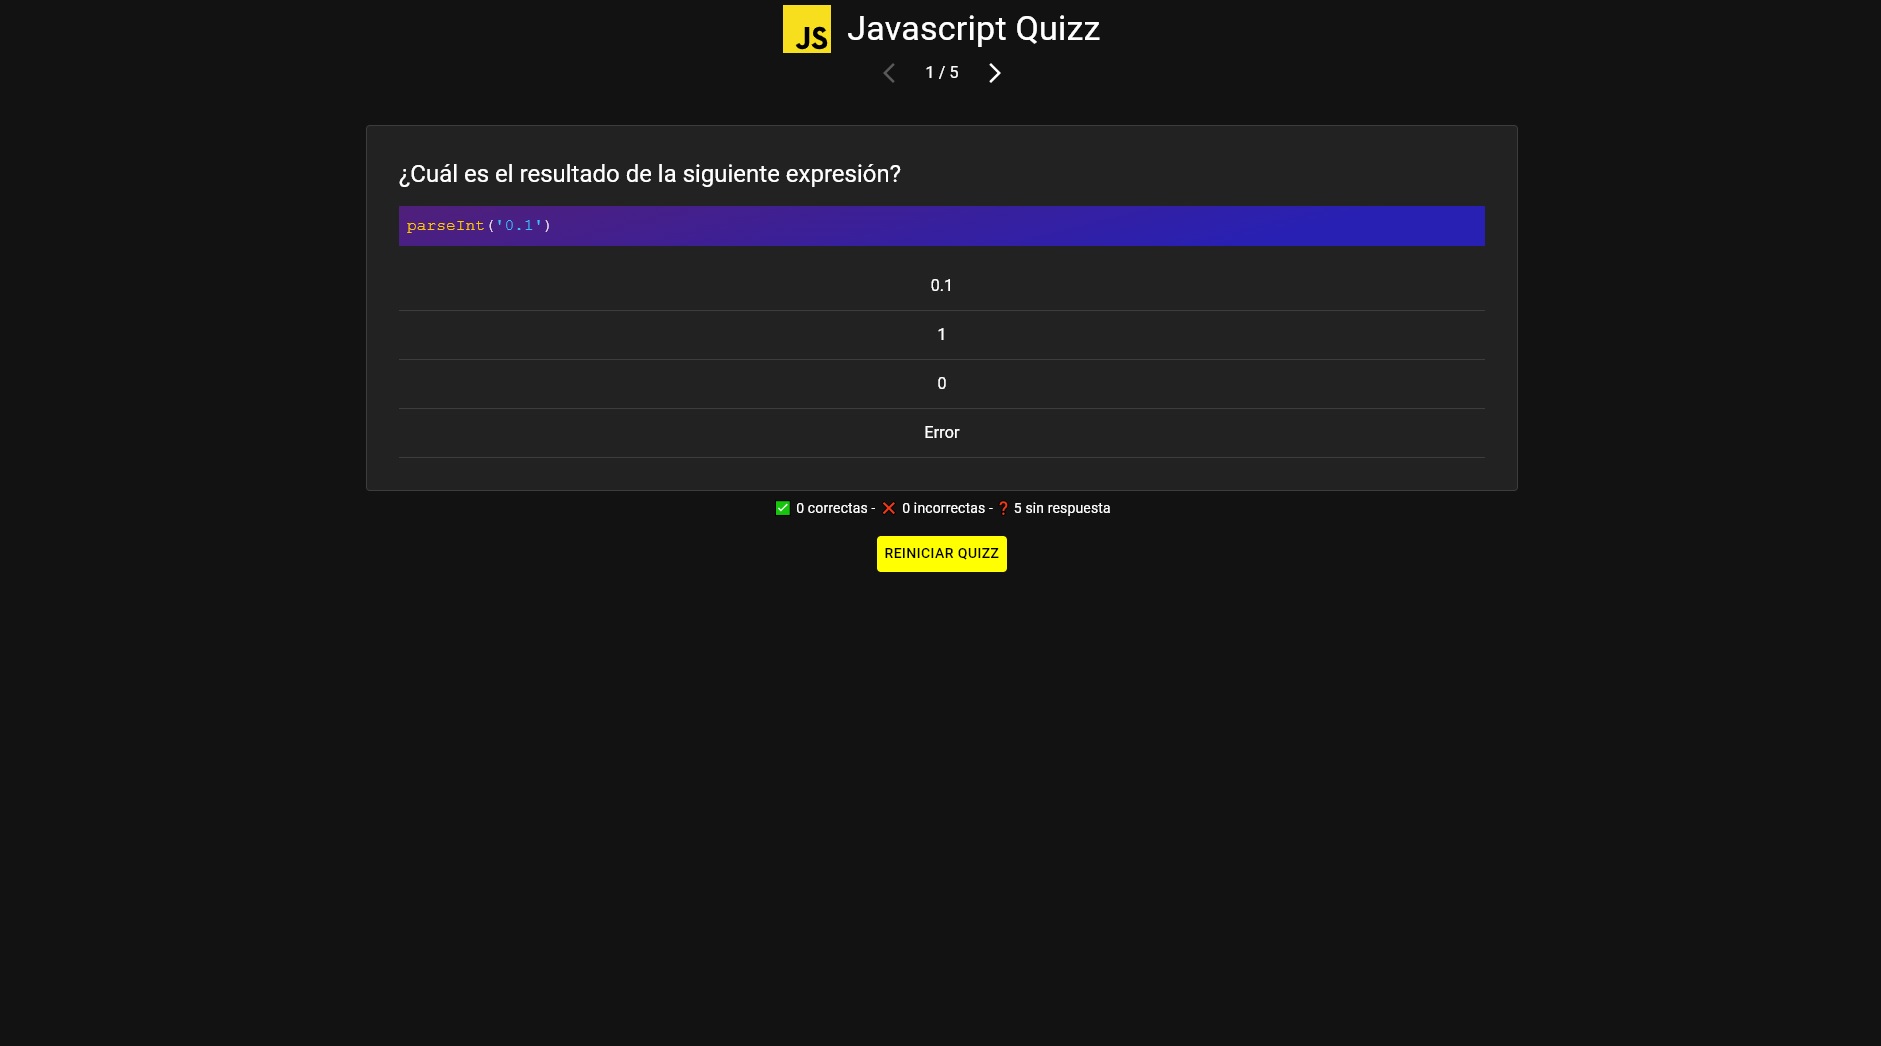 JS Javascript Quizz
1 / 5
¿Cuál es el resultado de la siguiente expresión?
parseInt('0.1')
0.1
1
0
Error
✅ 0 correctas - ❌ 0 incorrectas - ❓ 5 sin respuesta
REINICIAR QUIZZ